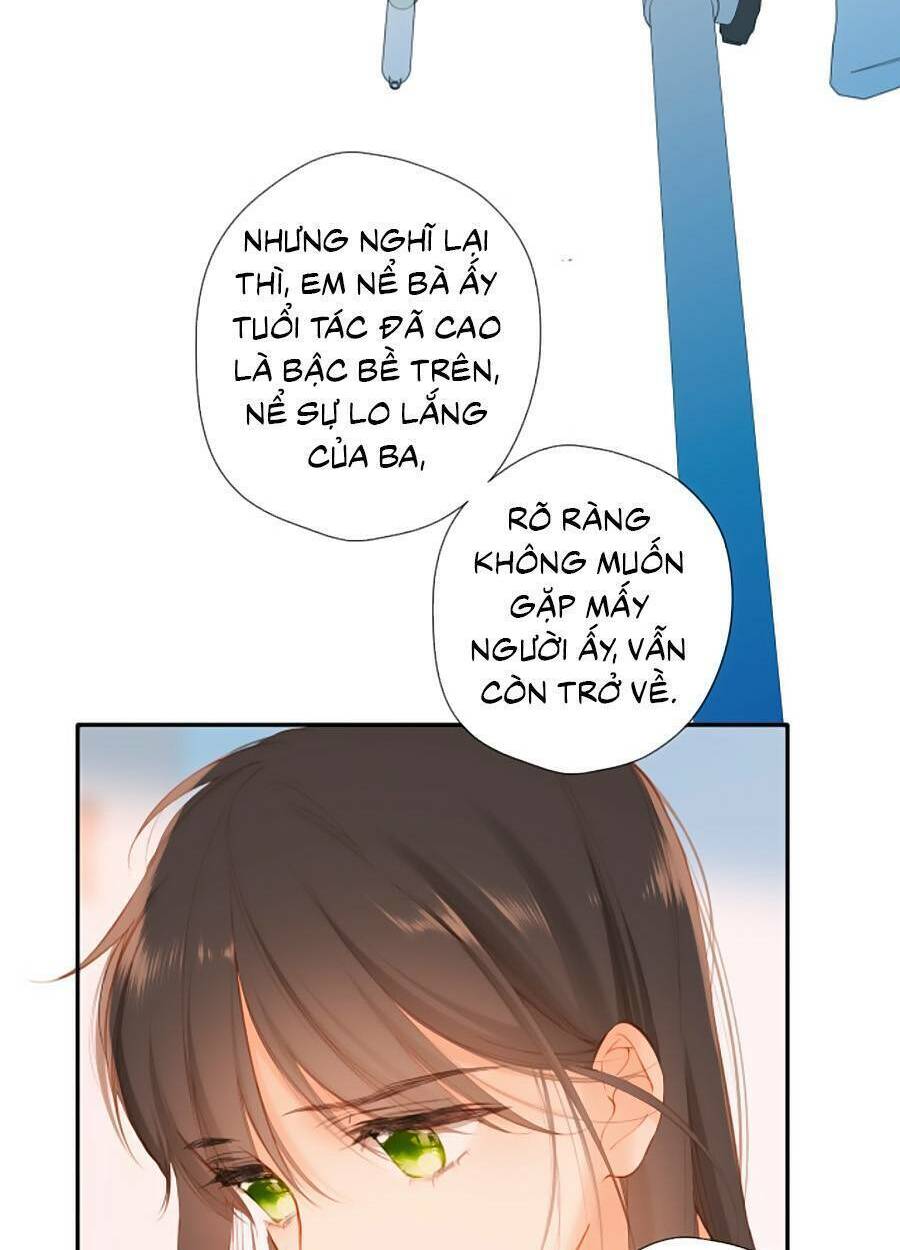 NHƯNG NGHĨ LẠI
THÌ, EM NỂ BÀ ẤY
TUỔI TÁC ĐÃ CAO
LÀ BẬC BỀ TRÊN,
NỂ SỰ LO LẮNG
CỦA BA,
RÕ RÀNG
KHÔNG MUỐN
GẶP MẤY
NGƯỜI ẤY, VẪN
CÒN TRỞ VỀ.